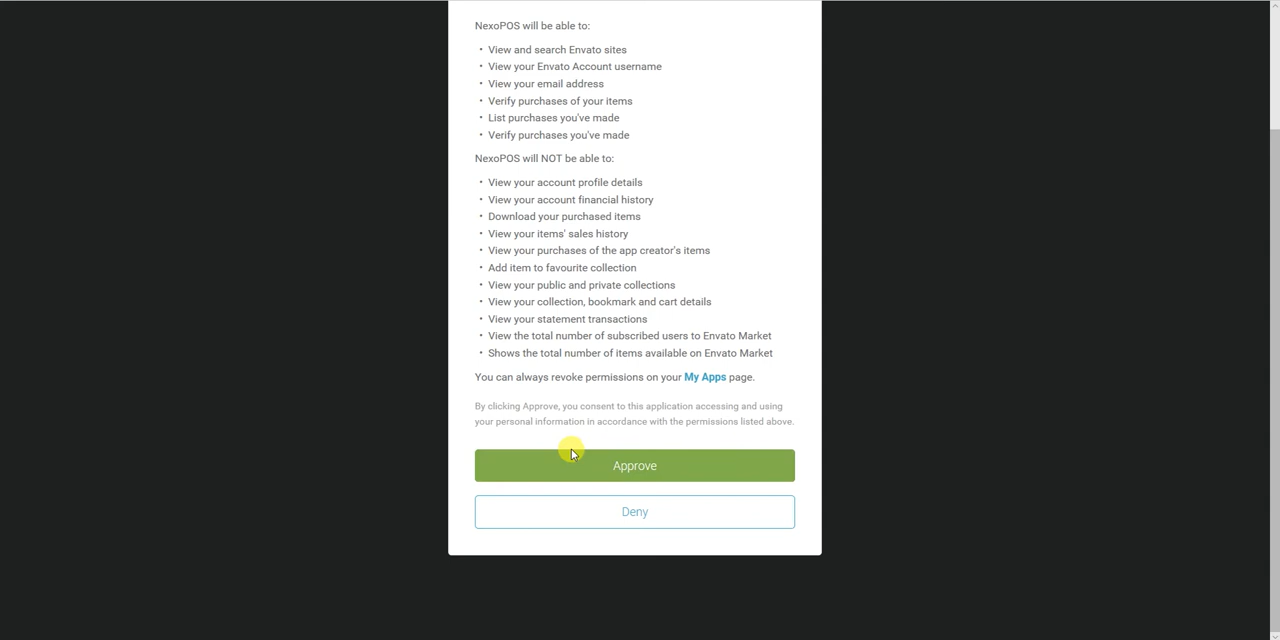 NexoPOS will be able to:
• View and search Envato sites
• View your Envato Account username
• View your email address
• Verify purchases of your items
• List purchases you've made
• Verify purchases you've made
NexoPOS will NOT be able to:
• View your account profile details
• View your account financial history
• Download your purchased items
• View your items' sales history
• View your purchases of the app creator's items
• Add item to favourite collection
• View your public and private collections
• View your collection, bookmark and cart details
• View your statement transactions
• View the total number of subscribed users to Envato Market
• Shows the total number of items available on Envato Market
You can always revoke permissions on your My Apps page.
By clicking Approve, you consent to this application accessing and using
your personal information in accordance with the permissions listed above.
Approve
Deny